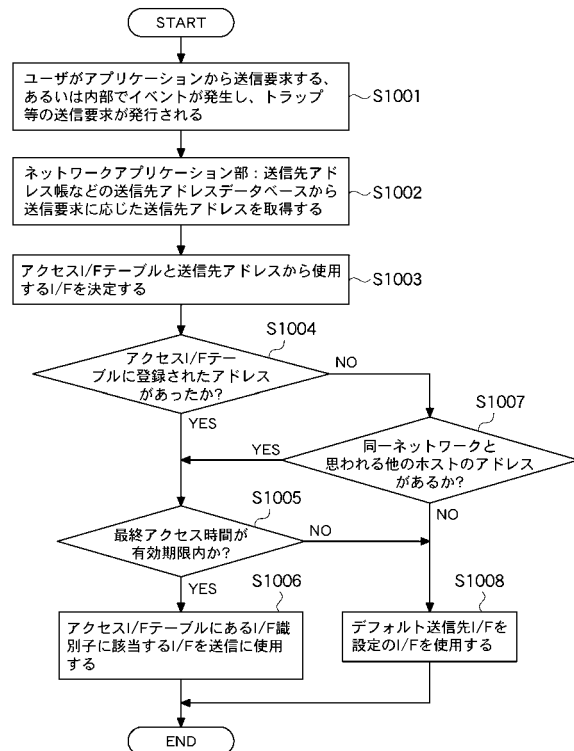 START
ユーザがアプリケーションから送信要求する、
あるいは内部でイベントが発生し、トラップ
等の送信要求が発行される
S1001
ネットワークアプリケーション部：送信先アド
レス帳などの送信先アドレスデータベースから
送信要求に応じた送信先アドレスを取得する
S1002
アクセスI/Fテーブルと送信先アドレスから使用
するI/Fを決定する
S1003
S1004
アクセスI/Fテー
ブルに登録されたアドレス
があったか?
NO
YES
S1007
同一ネットワークと
思われる他のホストのアドレス
があるか?
YES
NO
S1005
最終アクセス時間が
有効期限内か?
NO
YES
S1006
アクセスI/FテーブルにあるI/F識
別子に該当するI/Fを送信に使用
する
S1008
デフォルト送信先I/Fを
設定のI/Fを使用する
END